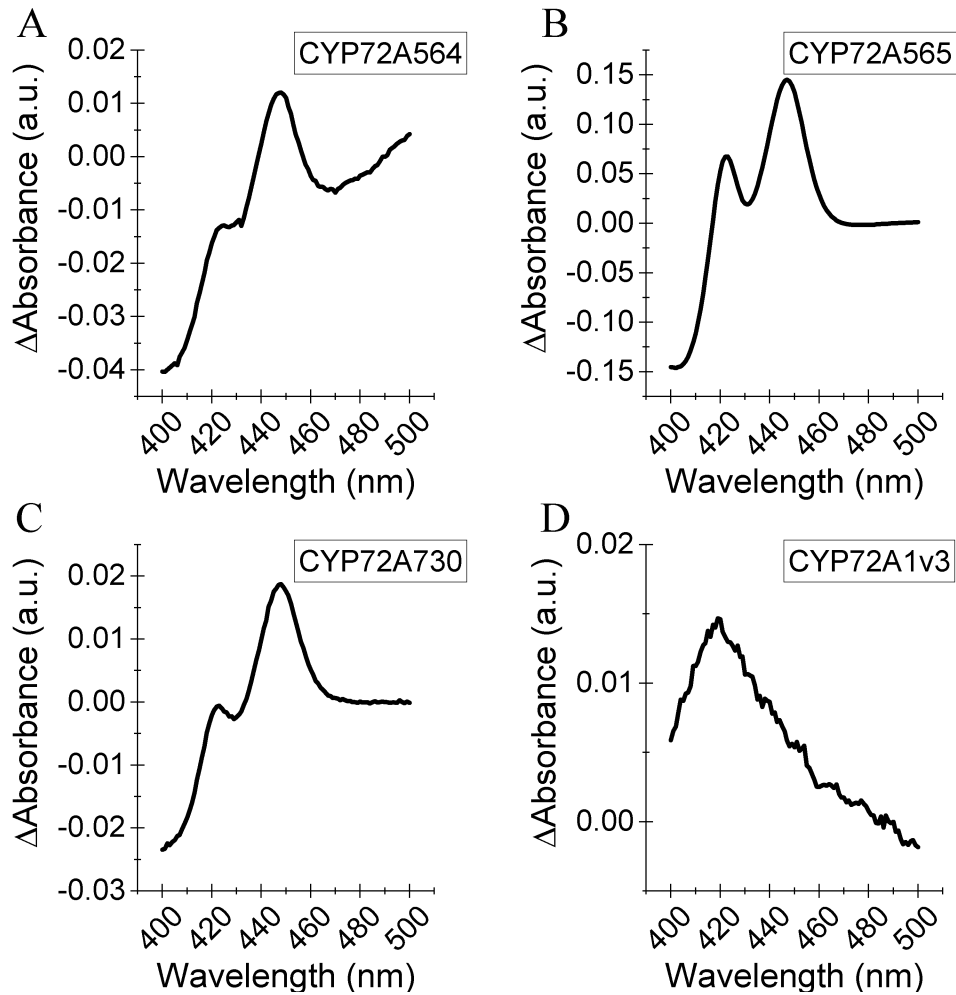 A
CYP72A564
0.02
0.01
0.00
-0.01
-0.02
-0.03
-0.04
ΔAbsorbance (a.u.)
400 420 440 460 480 500
Wavelength (nm)
B
CYP72A565
0.15
0.10
0.05
0.00
-0.05
-0.10
-0.15
ΔAbsorbance (a.u.)
400 420 440 460 480 500
Wavelength (nm)
C
CYP72A730
0.02
0.01
0.00
-0.01
-0.02
-0.03
ΔAbsorbance (a.u.)
400 420 440 460 480 500
Wavelength (nm)
D
CYP72A1v3
0.02
0.01
0.00
ΔAbsorbance (a.u.)
400 420 440 460 480 500
Wavelength (nm)